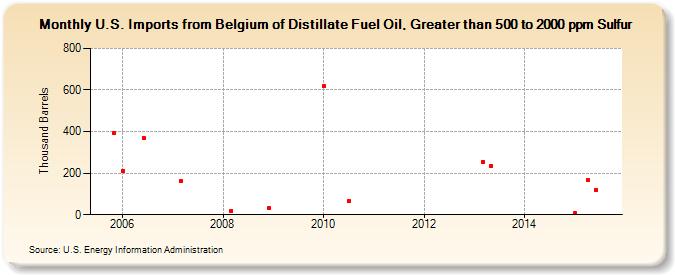 Monthly U.S. Imports from Belgium of Distillate Fuel Oil, Greater than 500 to 2000 ppm Sulfur
Thousand Barrels
800
600
400
200
0
2006 2008 2010 2012 2014
Source: U.S. Energy Information Administration